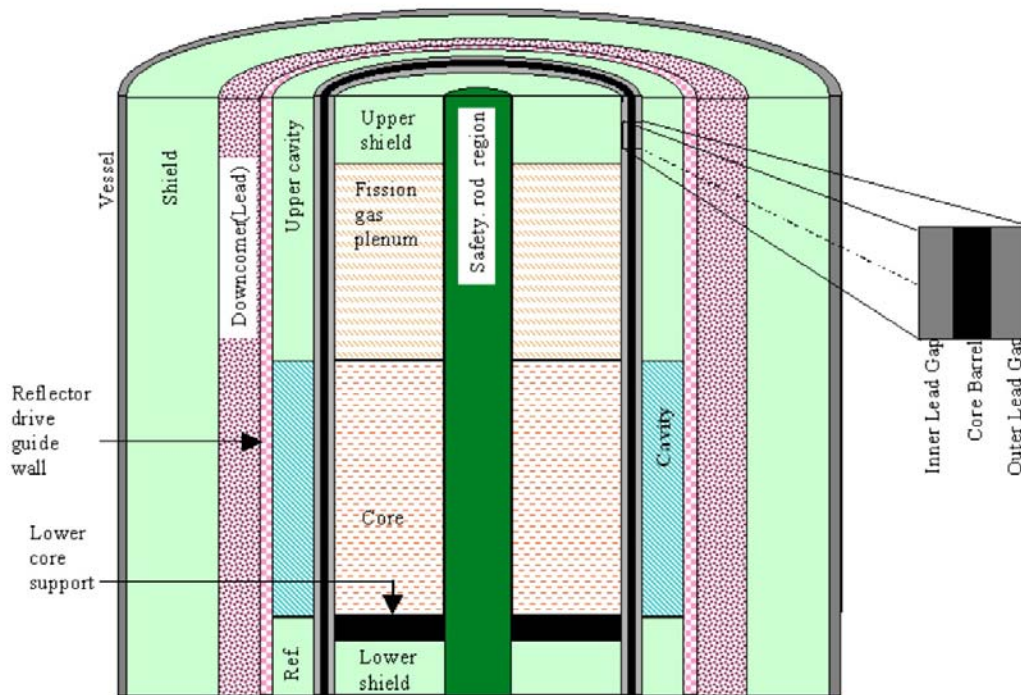 Vessel
Shield
Downcomer(Lead)
Upper cavity
Upper
shield
Fission
gas
plenum
Safety. rod region
Reflector
drive
guide
wall
Lower
core
support
Core
Cavity
Ref.
Lower
shield
Inner Lead Gap
Core Barrel
Outer Lead Gap